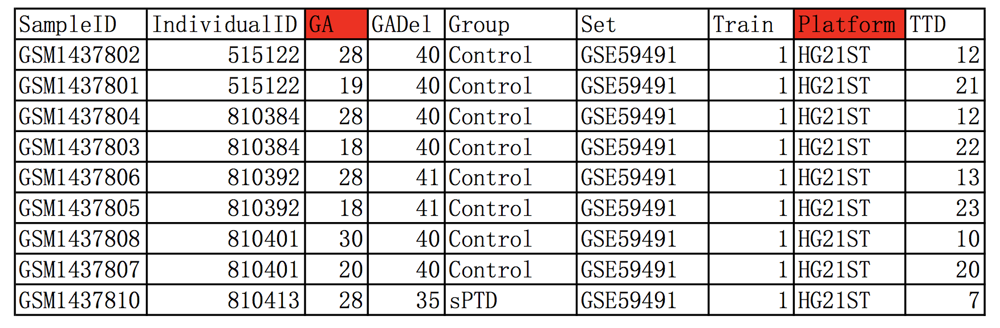 SampleID IndividualID GA GADel Group Set Train Platform TTD
GSM1437802 515122 28 40 Control GSE59491 1 HG21ST 12
GSM1437801 515122 19 40 Control GSE59491 1 HG21ST 21
GSM1437804 810384 28 40 Control GSE59491 1 HG21ST 12
GSM1437803 810384 18 40 Control GSE59491 1 HG21ST 22
GSM1437806 810392 28 41 Control GSE59491 1 HG21ST 13
GSM1437805 810392 18 41 Control GSE59491 1 HG21ST 23
GSM1437808 810401 30 40 Control GSE59491 1 HG21ST 10
GSM1437807 810401 20 40 Control GSE59491 1 HG21ST 20
GSM1437810 810413 28 35 sPTD GSE59491 1 HG21ST 7